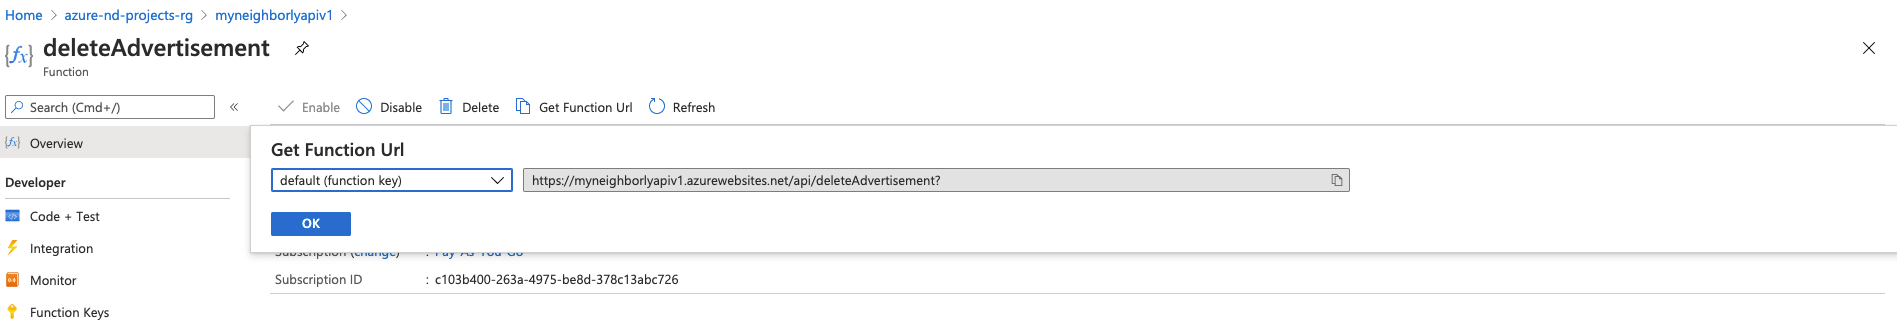 Home > azure-nd-projects-rg > myneighborlyapiv1 >
{fx} deleteAdvertisement
Function
Search (Cmd+/)
«
Enable Disable Delete Get Function Url Refresh
{fx} Overview
Get Function Url
default (function key) https://myneighborlyapiv1.azurewebsites.net/api/deleteAdvertisement?
OK
Developer
Code + Test
Integration
Monitor
Function Keys
Subscription (change) : Pay-As-You-Go
Subscription ID : c103b400-263a-4975-be8d-378c13abc726